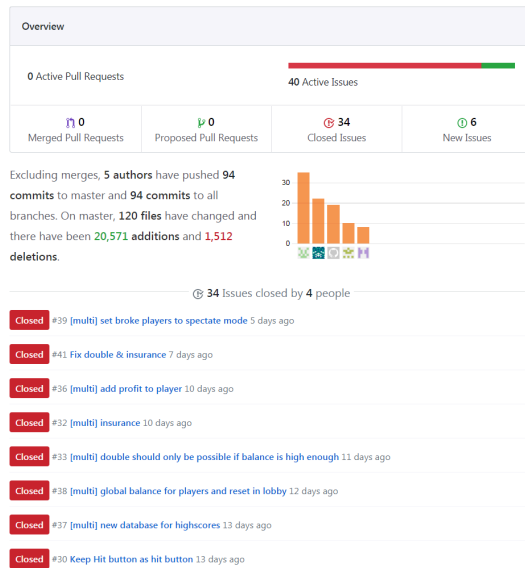 Overview
0 Active Pull Requests
40 Active Issues
0
Merged Pull Requests
0
Proposed Pull Requests
34
Closed Issues
6
New Issues
Excluding merges, 5 authors have pushed 94
commits to master and 94 commits to all
branches. On master, 120 files have changed and
there have been 20,571 additions and 1,512
deletions.
30
20
10
0
34 Issues closed by 4 people
Closed #39 [multi] set broke players to spectate mode 5 days ago
Closed #41 Fix double & insurance 7 days ago
Closed #36 [multi] add profit to player 10 days ago
Closed #32 [multi] insurance 10 days ago
Closed #33 [multi] double should only be possible if balance is high enough 11 days ago
Closed #38 [multi] global balance for players and reset in lobby 12 days ago
Closed #37 [multi] new database for highscores 13 days ago
Closed #30 Keep Hit button as hit button 13 days ago